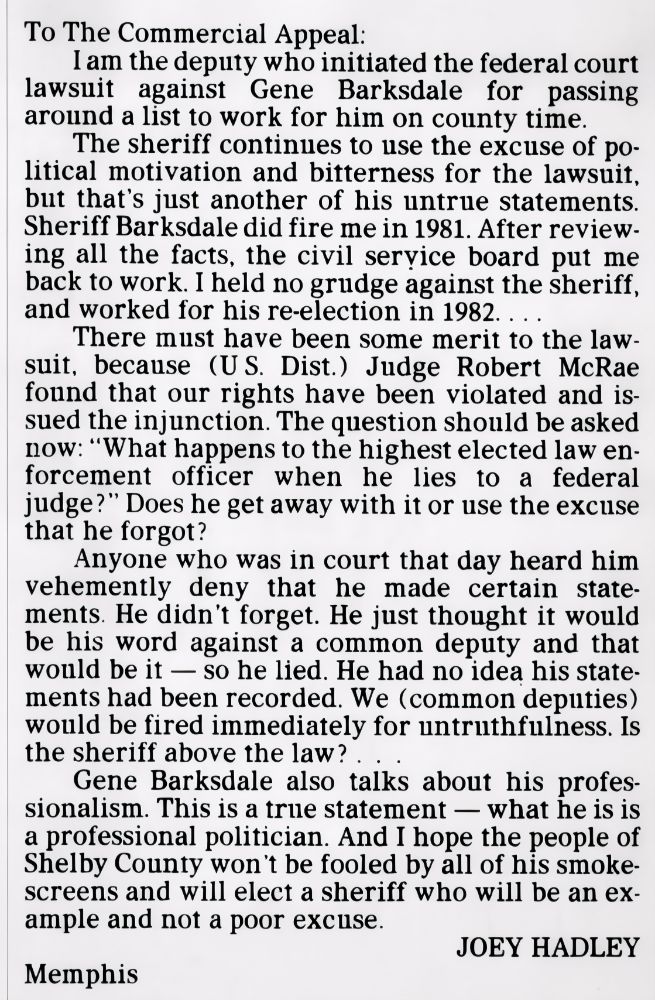 To The Commercial Appeal:
I am the deputy who initiated the federal court
lawsuit against Gene Barksdale for passing
around a list to work for him on county time.
The sheriff continues to use the excuse of po-
litical motivation and bitterness for the lawsuit,
but that's just another of his untrue statements.
Sheriff Barksdale did fire me in 1981. After review-
ing all the facts, the civil service board put me
back to work. I held no grudge against the sheriff,
and worked for his re-election in 1982. . . .
There must have been some merit to the law-
suit, because (U S. Dist.) Judge Robert McRae
found that our rights have been violated and is-
sued the injunction. The question should be asked
now: “What happens to the highest elected law en-
forcement officer when he lies to a federal
judge?” Does he get away with it or use the excuse
that he forgot?
Anyone who was in court that day heard him
vehemently deny that he made certain state-
ments. He didn't forget. He just thought it would
be his word against a common deputy and that
would be it — so he lied. He had no idea his state-
ments had been recorded. We (common deputies)
would be fired immediately for untruthfulness. Is
the sheriff above the law? . . .
Gene Barksdale also talks about his profes-
sionalism. This is a true statement — what he is is
a professional politician. And I hope the people of
Shelby County won't be fooled by all of his smoke-
screens and will elect a sheriff who will be an ex-
ample and not a poor excuse.
JOEY HADLEY
Memphis